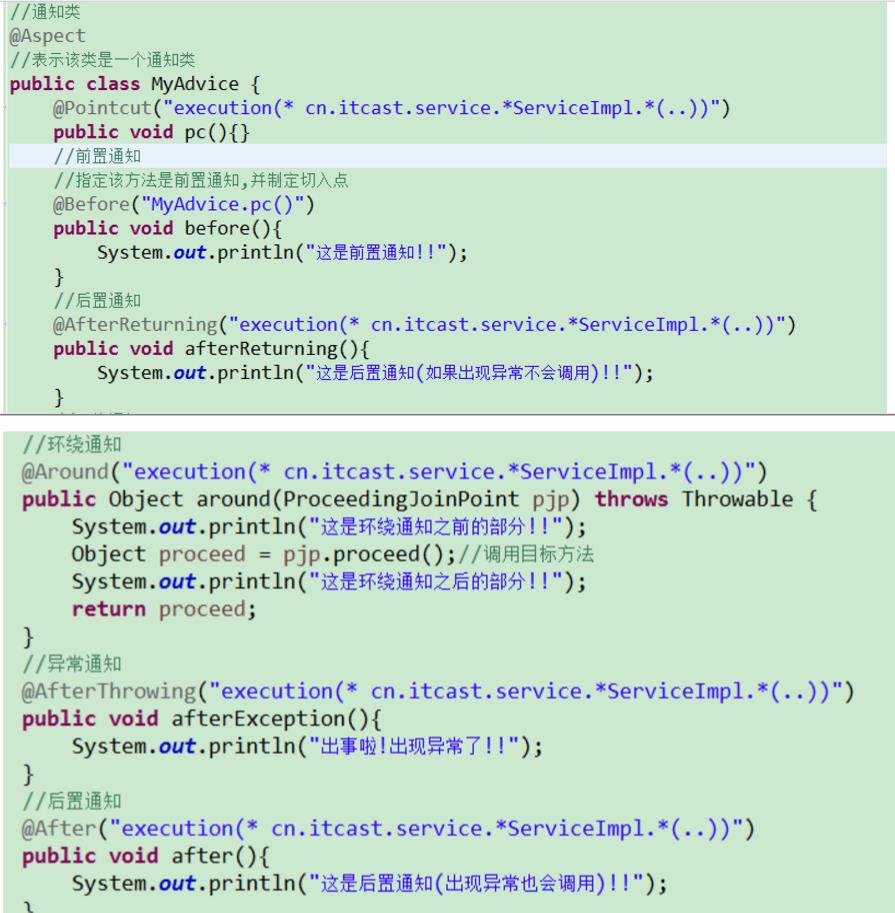 //通知类
@Aspect
//表示该类是一个通知类
public class MyAdvice {
@Pointcut("execution(* cn.itcast.service.*ServiceImpl.*(..))")
public void pc(){}
//前置通知
//指定该方法是前置通知,并制定切入点
@Before("MyAdvice.pc()")
public void before(){
System.out.println("这是前置通知!!");
}
//后置通知
@AfterReturning("execution(* cn.itcast.service.*ServiceImpl.*(..))")
public void afterReturning(){
System.out.println("这是后置通知(如果出现异常不会调用)!!");
}
//环绕通知
@Around("execution(* cn.itcast.service.*ServiceImpl.*(..))")
public Object around(ProceedingJoinPoint pjp) throws Throwable {
System.out.println("这是环绕通知之前的部分!!");
Object proceed = pjp.proceed();//调用目标方法
System.out.println("这是环绕通知之后的部分!!");
return proceed;
}
//异常通知
@AfterThrowing("execution(* cn.itcast.service.*ServiceImpl.*(..))")
public void afterException(){
System.out.println("出事啦!出现异常了!!");
}
//后置通知
@After("execution(* cn.itcast.service.*ServiceImpl.*(..))")
public void after(){
System.out.println("这是后置通知(出现异常也会调用)!!");
}